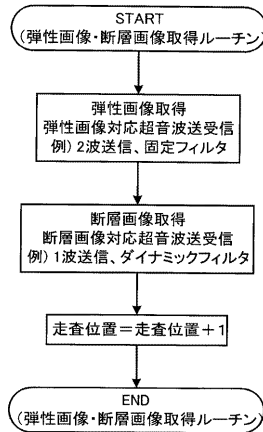 START
(弾性画像・断層画像取得ルーチン)
弾性画像取得
弾性画像対応超音波送受信
例) 2波送信、固定フィルタ
断層画像取得
断層画像対応超音波送受信
例) 1波送信、ダイナミックフィルタ
走査位置=走査位置+1
END
(弾性画像・断層画像取得ルーチン)